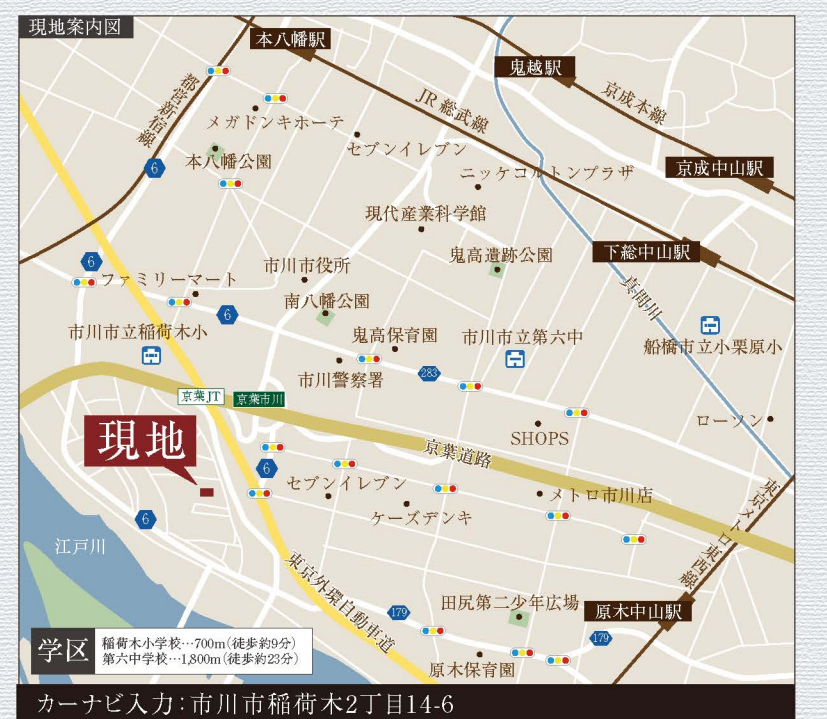 現地案内図
本八幡駅
鬼越駅
都営新宿線
JR総武線
京成本線
メガドンキホーテ
セブンイレブン
6
本八幡公園
ニッケコルトンプラザ
京成中山駅
現代産業科学館
6
市川市役所
鬼高遺跡公園
下総中山駅
ファミリーマート
真間川
南八幡公園
6
市川市立稲荷木小
鬼高保育園
市川市立第六中
船橋市立小栗原小
市川警察署
283
京葉JT
京葉市川
ローソン
現地
SHOPS
京葉道路
6
セブンイレブン
メトロ市川店
東京メトロ東西線
6
ケーズデンキ
江戸川
東京外環自動車道
田尻第二少年広場
原木中山駅
179
179
学区
稲荷木小学校…700m(徒歩約9分)
第六中学校…1,800m(徒歩約23分)
原木保育園
カーナビ入力:市川市稲荷木2丁目14-6